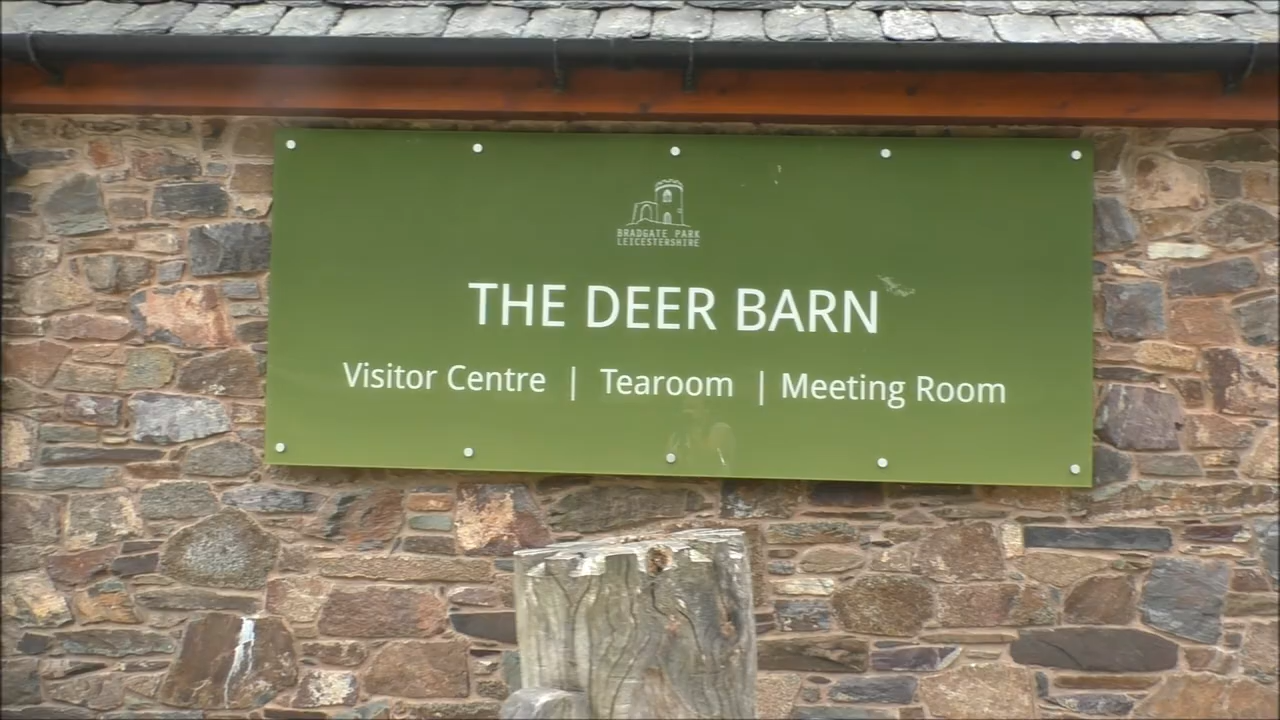 BRADGATE PARK
LEICESTERSHIRE
THE DEER BARN
Visitor Centre | Tearoom | Meeting Room